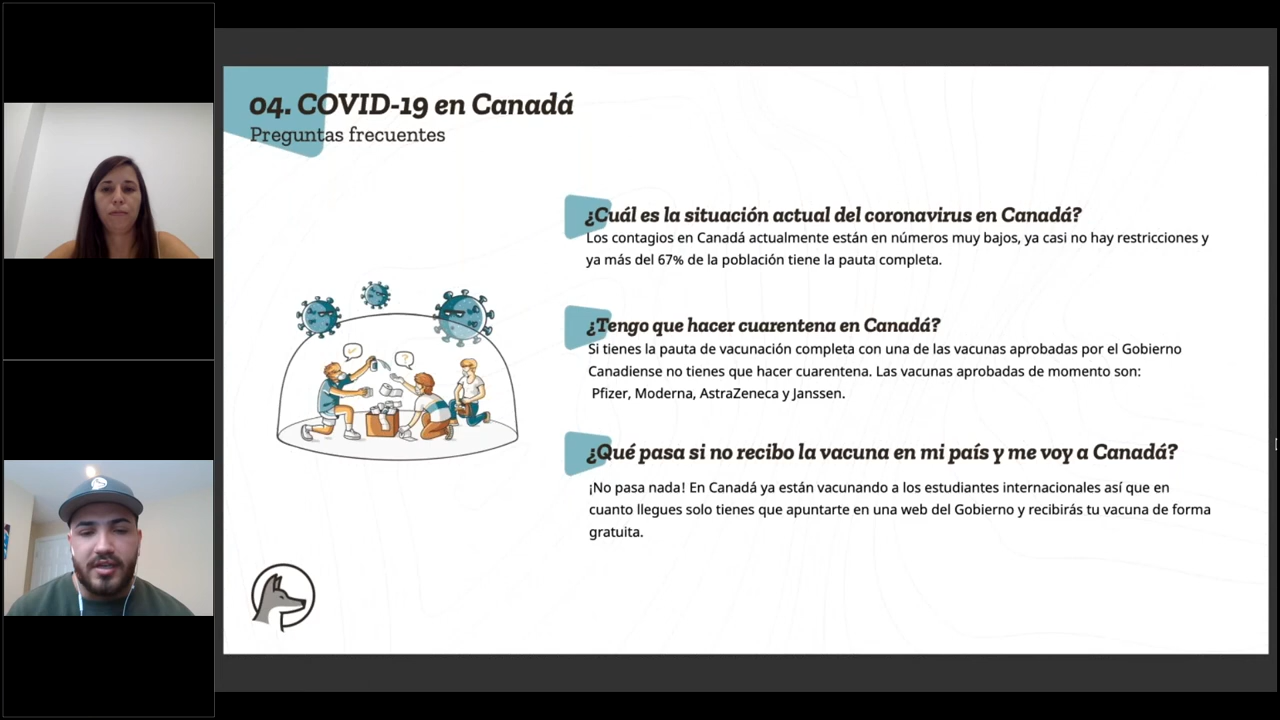 04. COVID-19 en Canadá
Preguntas frecuentes
¿Cuál es la situación actual del coronavirus en Canadá?
Los contagios en Canadá actualmente están en números muy bajos, ya casi no hay restricciones y
ya más del 67% de la población tiene la pauta completa.
¿Tengo que hacer cuarentena en Canadá?
Si tienes la pauta de vacunación completa con una de las vacunas aprobadas por el Gobierno
Canadiense no tienes que hacer cuarentena. Las vacunas aprobadas de momento son:
Pfizer, Moderna, AstraZeneca y Janssen.
¿Qué pasa si no recibo la vacuna en mi país y me voy a Canadá?
¡No pasa nada! En Canadá ya están vacunando a los estudiantes internacionales así que en
cuanto llegues solo tienes que apuntarte en una web del Gobierno y recibirás tu vacuna de forma
gratuita.